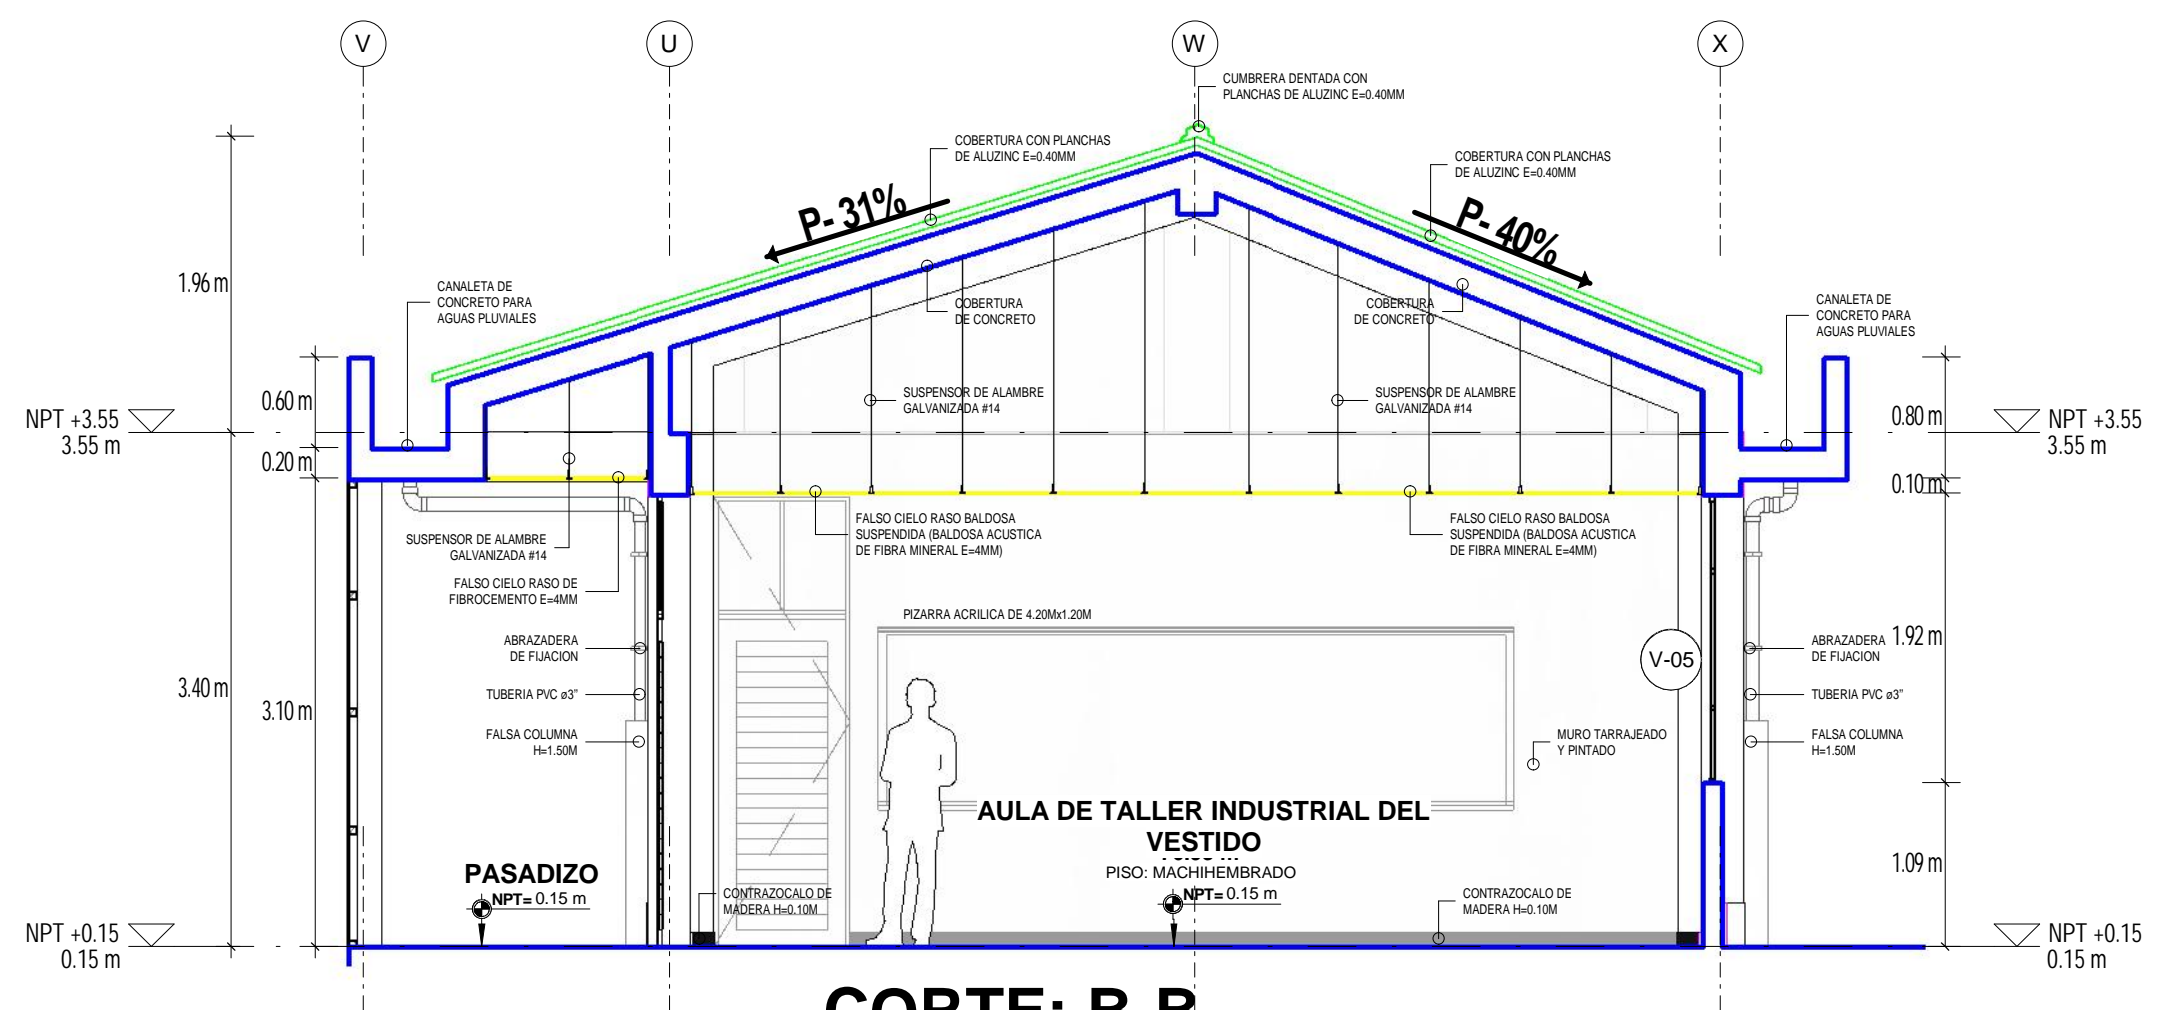 V
U
W
X
CUMBRERA DENTADA CON
PLANCHAS DE ALUZINC E=0.40MM
COBERTURA CON PLANCHAS
DE ALUZINC E=0.40MM
COBERTURA CON PLANCHAS
DE ALUZINC E=0.40MM
P- 31%
P- 40%
1.96 m
CANALETA DE
CONCRETO PARA
AGUAS PLUVIALES
COBERTURA
DE CONCRETO
COBERTURA
DE CONCRETO
CANALETA DE
CONCRETO PARA
AGUAS PLUVIALES
0.60 m
SUSPENSOR DE ALAMBRE
GALVANIZADA #14
SUSPENSOR DE ALAMBRE
GALVANIZADA #14
0.80 m
NPT +3.55
3.55 m
NPT +3.55
3.55 m
0.20 m
0.10 m
FALSO CIELO RASO BALDOSA
SUSPENDIDA (BALDOSA ACUSTICA
DE FIBRA MINERAL E=4MM)
FALSO CIELO RASO BALDOSA
SUSPENDIDA (BALDOSA ACUSTICA
DE FIBRA MINERAL E=4MM)
SUSPENSOR DE ALAMBRE
GALVANIZADA #14
FALSO CIELO RASO DE
FIBROCEMENTO E=4MM
PIZARRA ACRILICA DE 4.20Mx1.20M
ABRAZADERA
DE FIJACION
V-05
1.92 m
ABRAZADERA
DE FIJACION
3.40 m
3.10 m
TUBERIA PVC ø3"
TUBERIA PVC ø3"
FALSA COLUMNA
H=1.50M
MURO TARRAJEADO
Y PINTADO
FALSA COLUMNA
H=1.50M
AULA DE TALLER INDUSTRIAL DEL
VESTIDO
PISO: MACHIHEMBRADO
NPT= 0.15 m
PASADIZO
NPT= 0.15 m
1.09 m
CONTRAZOCALO DE
MADERA H=0.10M
CONTRAZOCALO DE
MADERA H=0.10M
NPT +0.15
0.15 m
NPT +0.15
0.15 m
CORTE: